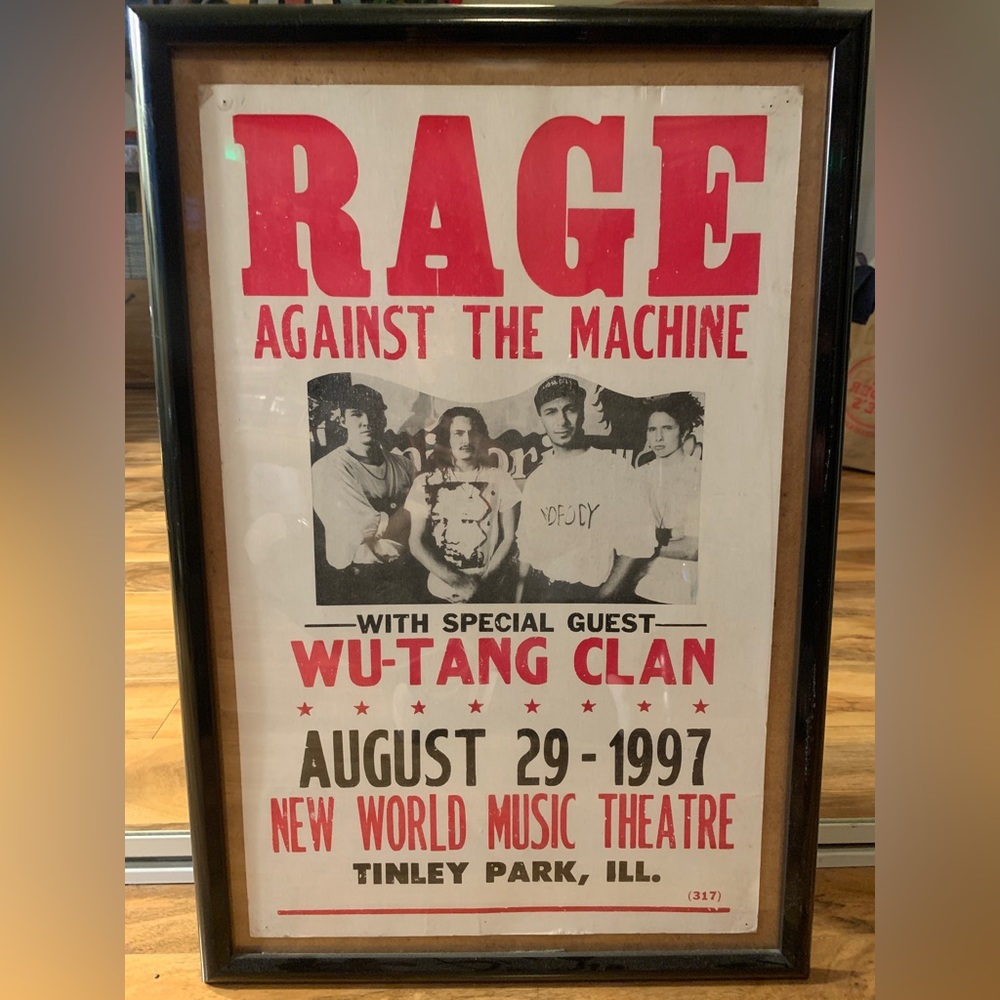 RAGE
AGAINST THE MACHINE
WITH SPECIAL GUEST
WU-TANG CLAN
AUGUST 29 - 1997
NEW WORLD MUSIC THEATRE
TINLEY PARK, ILL.
(317)